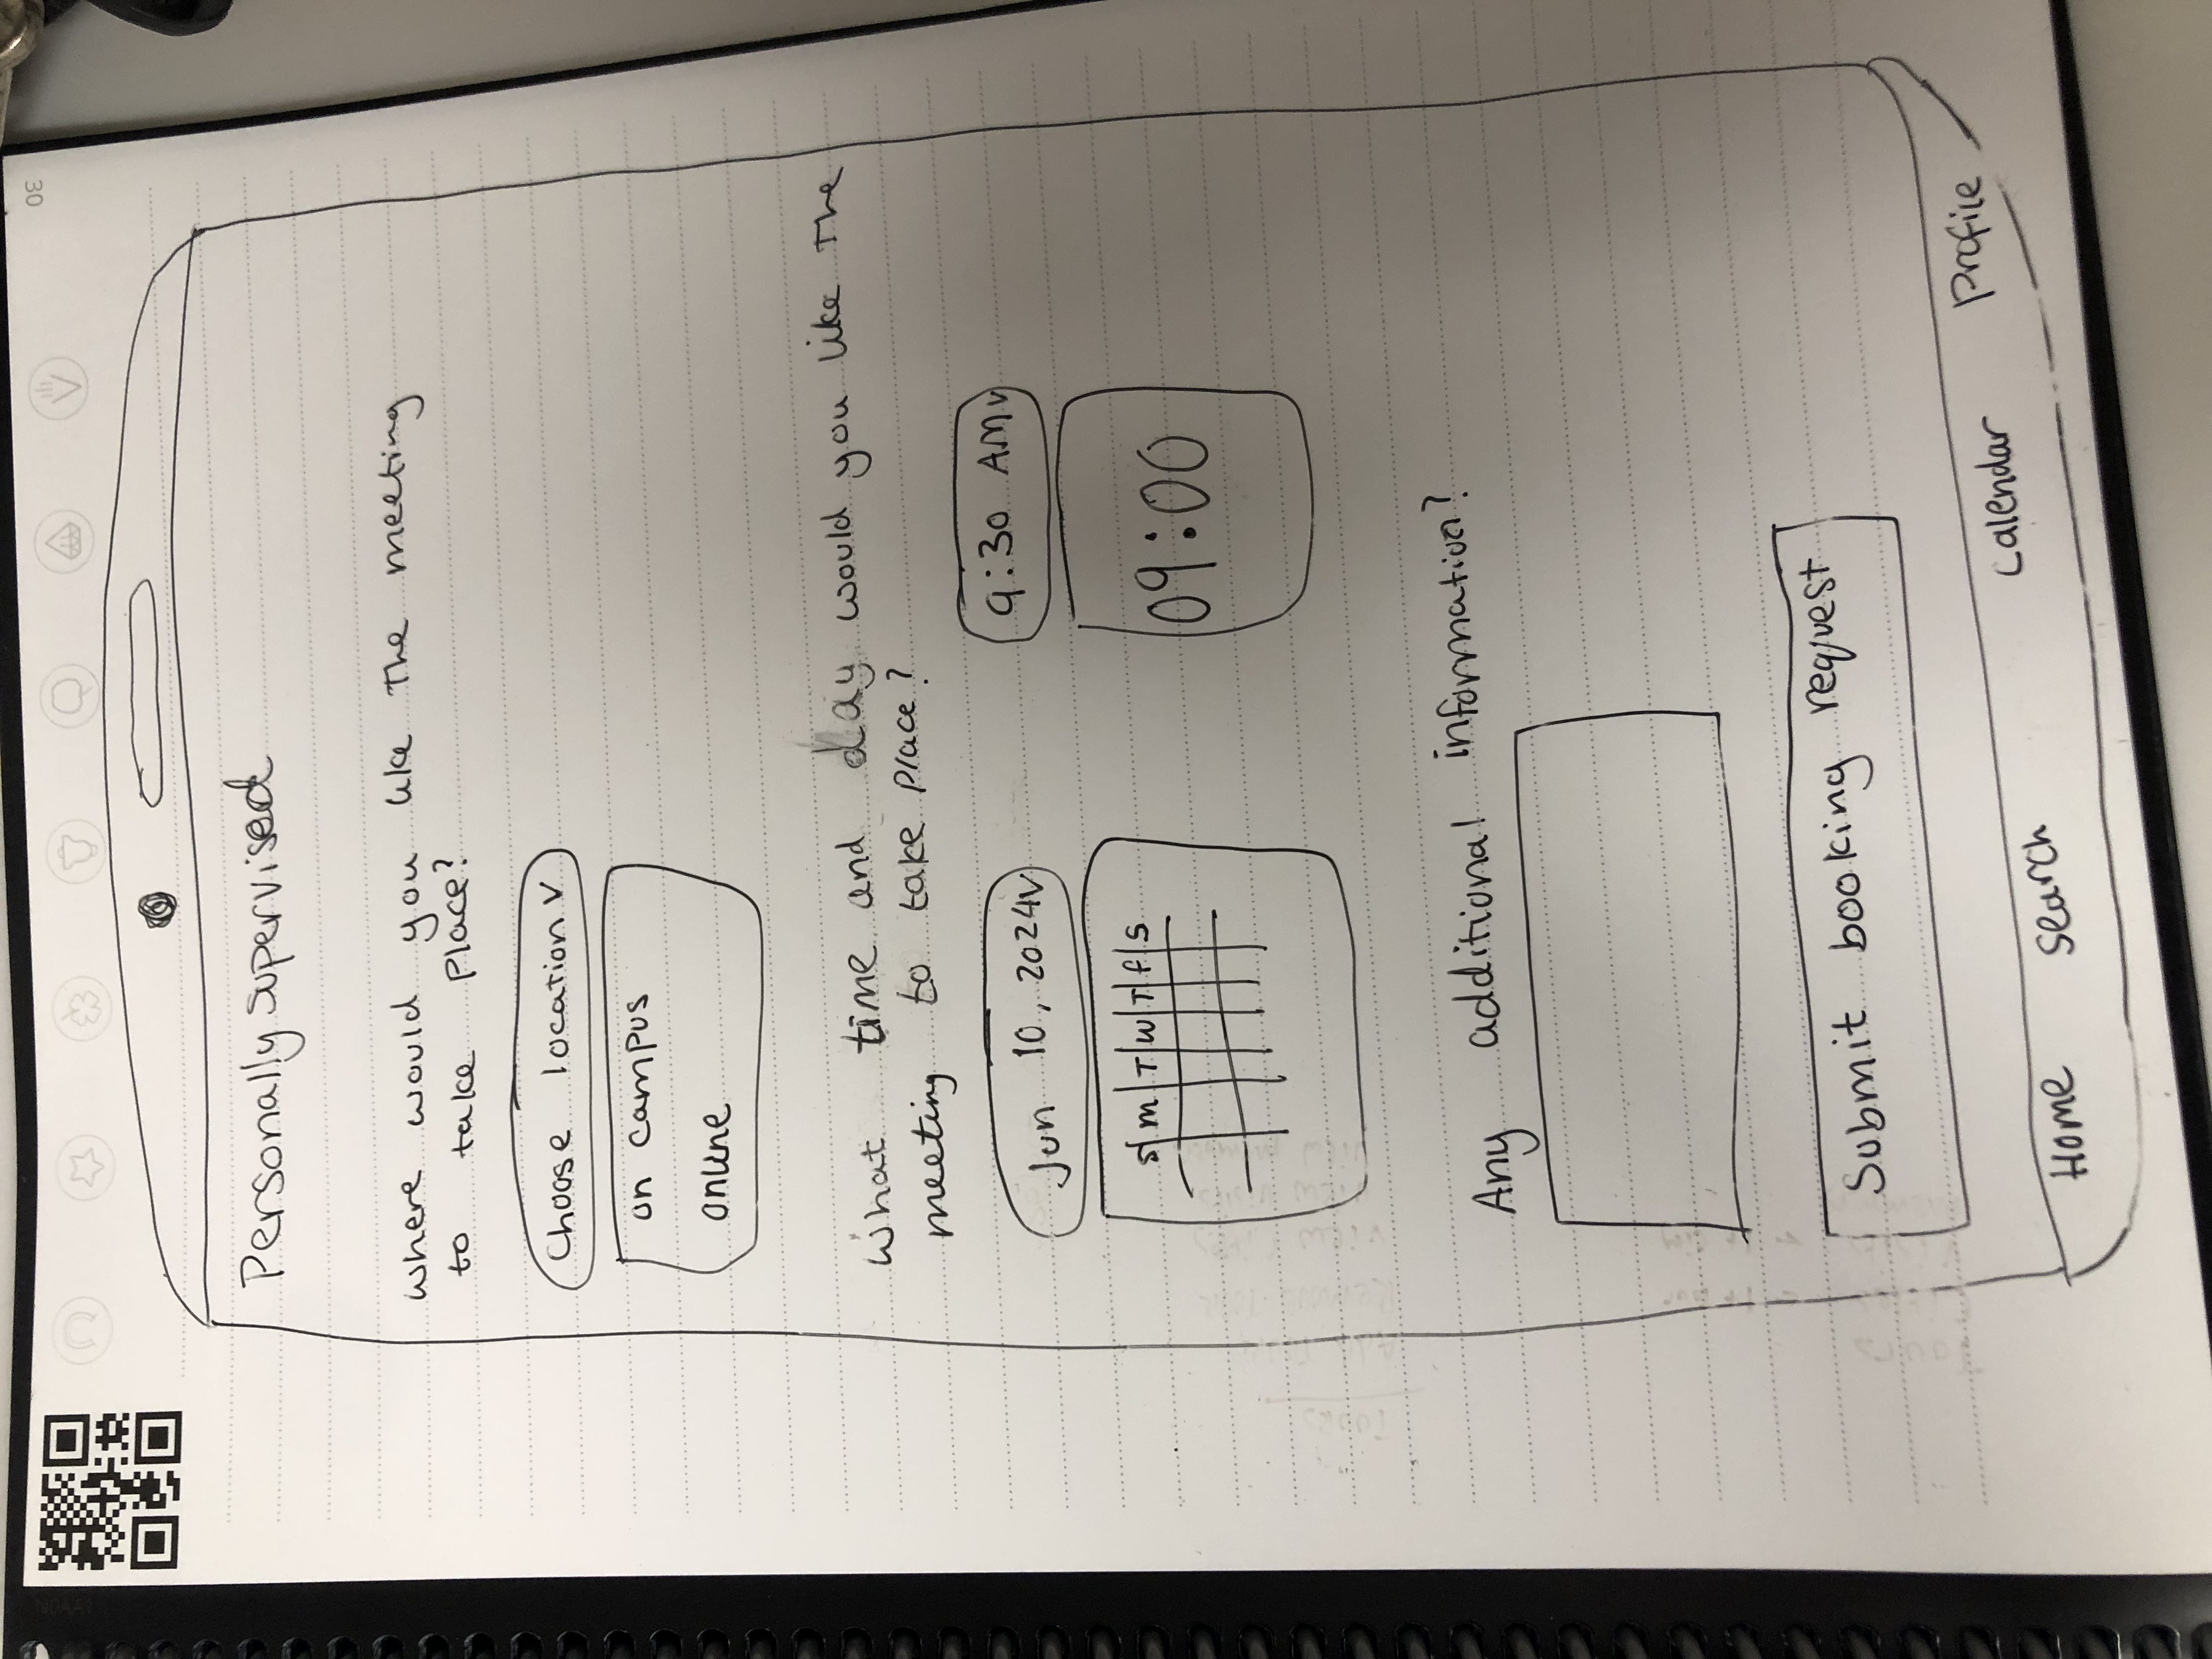 30
Personally supervised
where would you like the meeting
to take place?
Choose location v
on campus
online
What time and day would you like the
meeting to take place?
Jun 10, 2024 v
9:30 AM v
S M T W T F S
09:00
Any additional information?
Submit booking request
Home Search Calendar Profile